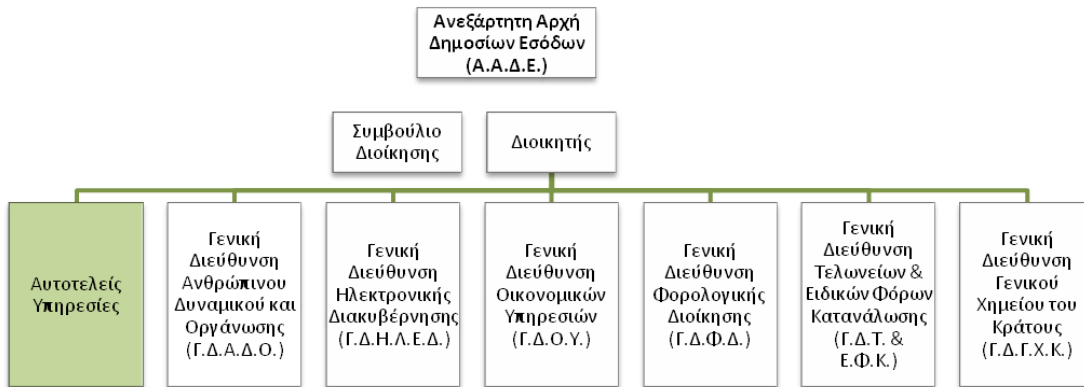 Ανεξάρτητη Αρχή
Δημοσίων Εσόδων
(Α.Α.Δ.Ε.)
Συμβούλιο
Διοίκησης
Διοικητής
Αυτοτελείς
Υπηρεσίες
Γενική
Διεύθυνση
Ανθρώπινου
Δυναμικού και
Οργάνωσης
(Γ.Δ.Α.Δ.Ο.)
Γενική
Διεύθυνση
Ηλεκτρονικής
Διακυβέρνησης
(Γ.Δ.Η.Λ.Ε.Δ.)
Γενική
Διεύθυνση
Οικονομικών
Υπηρεσιών
(Γ.Δ.Ο.Υ.)
Γενική
Διεύθυνση
Φορολογικής
Διοίκησης
(Γ.Δ.Φ.Δ.)
Γενική
Διεύθυνση
Τελωνείων &
Ειδικών Φόρων
Κατανάλωσης
(Γ.Δ.Τ. &
Ε.Φ.Κ.)
Γενική
Διεύθυνση
Γενικού
Χημείου του
Κράτους
(Γ.Δ.Γ.Χ.Κ.)